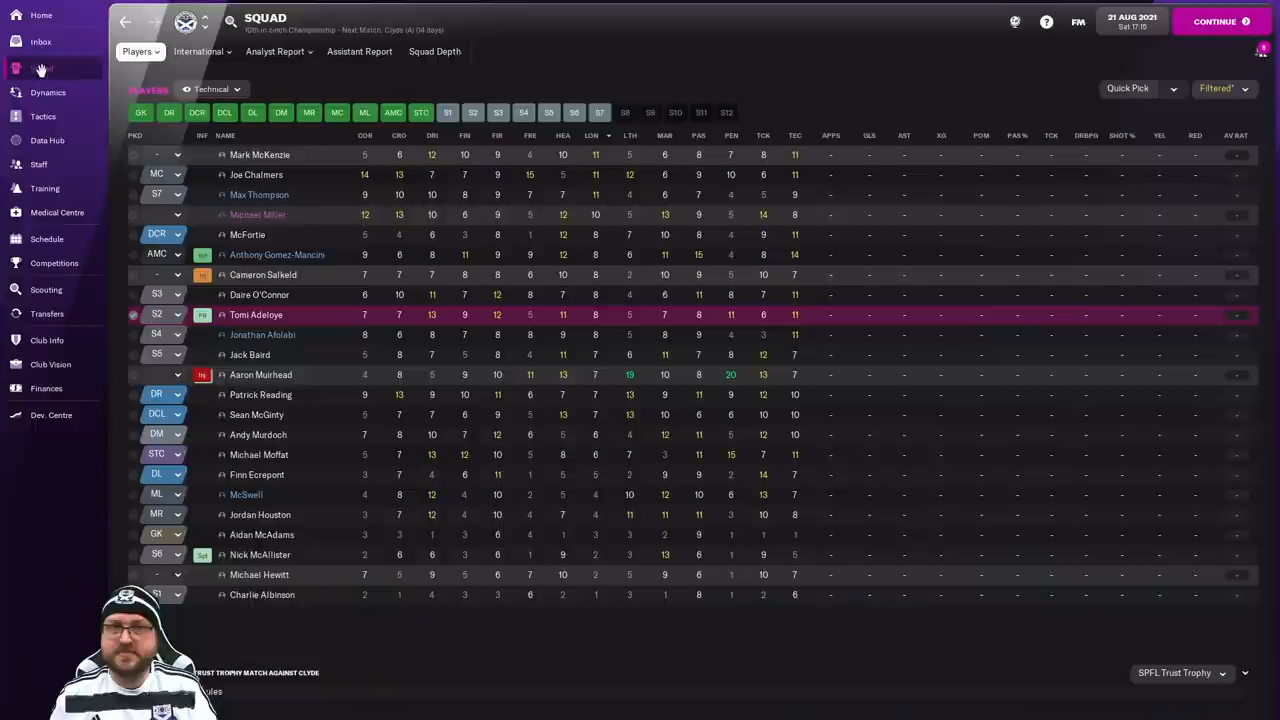 Home
Inbox
Dynamics
Tactics
Data Hub
Staff
Training
Medical Centre
Schedule
Competitions
Scouting
Transfers
Club Info
Club Vision
Finances
Dev. Centre
SQUAD
10th in cinch Championship - Next Match, Clyde (A) (14 days)
FM
21 AUG 2021
Sat 17:15
CONTINUE
6
Players International Analyst Report Assistant Report Squad Depth
PLAYERS Technical Quick Pick Filtered*
GK DR DCR DCL DL DM MR MC ML AMC STC S1 S2 S3 S4 S5 S6 S7 S8 S9 S10 S11 S12
PKD INF NAME COR CRO DRI FIN FIR FRE HEA LON LTH MAR PAS PEN TCK TEC APPS GLS AST XG POM PAS% TCK DRBPG SHOT % YEL RED AV RAT
- Mark McKenzie 5 6 12 10 9 4 10 11 5 6 8 7 8 11 - - - - - - - - - - - -
MC Joe Chalmers 14 13 7 7 9 15 5 11 12 6 9 10 6 11 - - - - - - - - - - - -
S7 Max Thompson 9 10 10 7 9 7 7 11 4 6 7 4 5 9 - - - - - - - - - - - -
Michael Miller 12 13 10 6 9 5 12 10 5 13 9 5 14 8 - - - - - - - - - - - -
DCR McFortie 5 4 6 3 8 1 12 8 7 10 8 4 9 11 - - - - - - - - - - - -
AMC Anthony Gomez-Mancini 9 6 8 11 9 9 12 8 6 11 15 4 8 14 - - - - - - - - - - - -
- Inj Cameron Salkeld 7 7 7 8 8 6 10 8 2 10 9 5 10 7 - - - - - - - - - - - -
S3 Daire O'Connor 6 10 11 7 12 8 7 8 4 6 11 8 7 11 - - - - - - - - - - - -
S2 PR Tomi Adeloye 7 7 13 9 12 5 11 8 5 7 8 11 6 11 - - - - - - - - - - - -
S4 Jonathan Afolabi 8 6 8 8 9 8 8 8 5 8 9 4 3 11 - - - - - - - - - - - -
S5 Jack Baird 5 8 7 5 8 4 11 7 6 11 7 8 12 7 - - - - - - - - - - - -
Inj Aaron Muirhead 4 8 5 9 10 11 13 7 19 10 8 20 13 7 - - - - - - - - - - - -
DR Patrick Reading 9 13 9 10 11 6 7 7 13 9 11 9 12 10 - - - - - - - - - - - -
DCL Sean McGinty 5 7 7 6 9 5 13 7 13 10 6 6 10 10 - - - - - - - - - - - -
DM Andy Murdoch 7 8 10 7 12 6 5 6 4 12 11 5 12 10 - - - - - - - - - - - -
STC Michael Moffat 5 7 13 12 10 5 8 6 7 3 11 15 7 11 - - - - - - - - - - - -
DL Finn Ecrepont 3 7 4 6 11 1 5 5 2 9 9 2 14 7 - - - - - - - - - - - -
ML McSwell 4 8 12 4 10 2 5 4 10 12 10 6 13 7 - - - - - - - - - - - -
MR Jordan Houston 3 7 12 4 10 4 7 4 11 11 11 3 10 8 - - - - - - - - - - - -
GK Aidan McAdams 3 3 1 3 6 4 1 3 3 2 9 1 1 1 - - - - - - - - - - - -
S6 Spt Nick McAllister 2 6 6 3 6 1 9 2 3 13 6 1 9 5 - - - - - - - - - - - -
- Michael Hewitt 7 5 9 5 6 7 10 2 5 9 6 1 10 7 - - - - - - - - - - - -
S1 Charlie Albinson 2 1 4 3 3 6 2 1 3 1 8 1 2 6 - - - - - - - - - - - -
TRUST TROPHY MATCH AGAINST CLYDE SPFL Trust Trophy